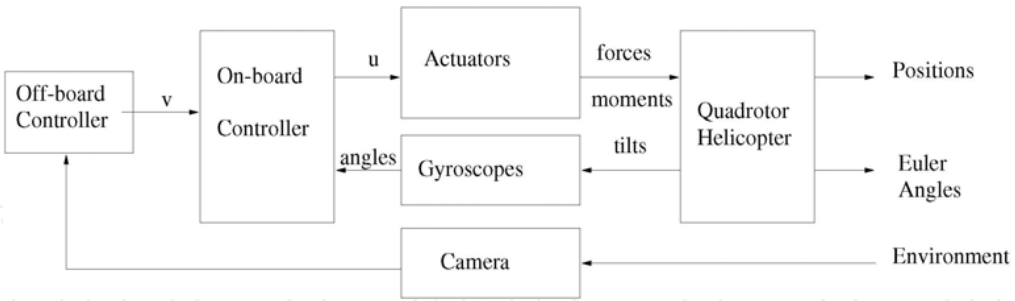 Off-board
Controller
v
On-board
Controller
u
Actuators
forces
moments
Quadrotor
Helicopter
Positions
Euler
Angles
tilts
Gyroscopes
angles
Camera
Environment